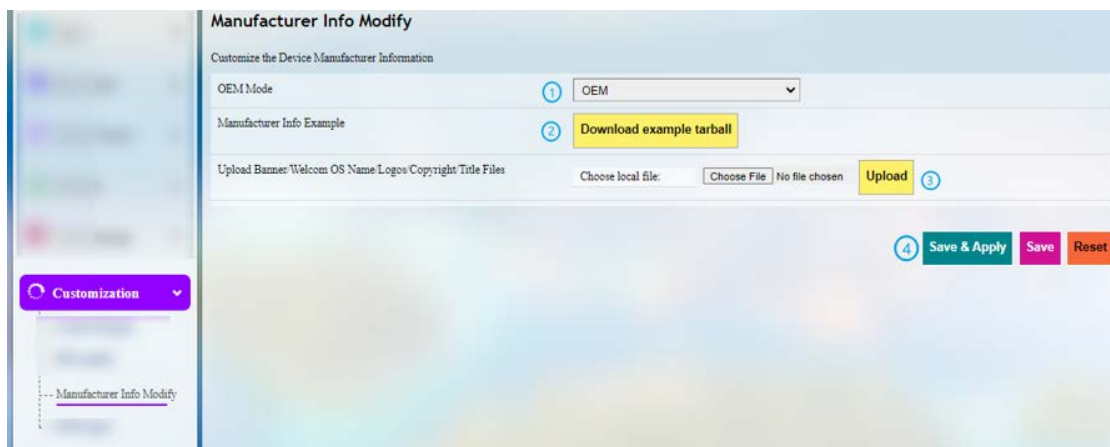 Manufacturer Info Modify
Customize the Device Manufacturer Information
OEM Mode
1
OEM
Manufacturer Info Example
2
Download example tarball
Upload Banner/Welcom OS Name/Logos/Copyright/Title Files
Choose local file:
Choose File No file chosen
Upload
3
4
Save & Apply
Save
Reset
Customization
Manufacturer Info Modify